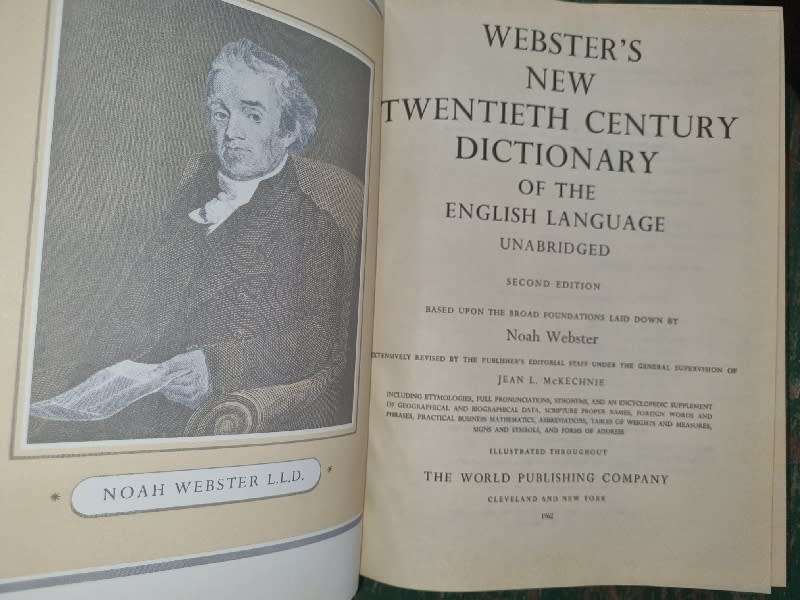 NOAH WEBSTER L.L.D.
WEBSTER'S
NEW
TWENTIETH CENTURY
DICTIONARY
OF THE
ENGLISH LANGUAGE
UNABRIDGED
SECOND EDITION
BASED UPON THE BROAD FOUNDATIONS LAID DOWN BY
Noah Webster
EXTENSIVELY REVISED BY THE PUBLISHER'S EDITORIAL STAFF UNDER THE GENERAL SUPERVISION OF
JEAN L. McKECHNIE
INCLUDING ETYMOLOGIES, FULL PRONUNCIATIONS, SYNONYMS, AND AN ENCYCLOPEDIC SUPPLEMENT
OF GEOGRAPHICAL AND BIOGRAPHICAL DATA, SCRIPTURE PROPER NAMES, FOREIGN WORDS AND
PHRASES, PRACTICAL BUSINESS MATHEMATICS, ABBREVIATIONS, TABLES OF WEIGHTS AND MEASURES,
SIGNS AND SYMBOLS, AND FORMS OF ADDRESS
ILLUSTRATED THROUGHOUT
THE WORLD PUBLISHING COMPANY
CLEVELAND AND NEW YORK
1962